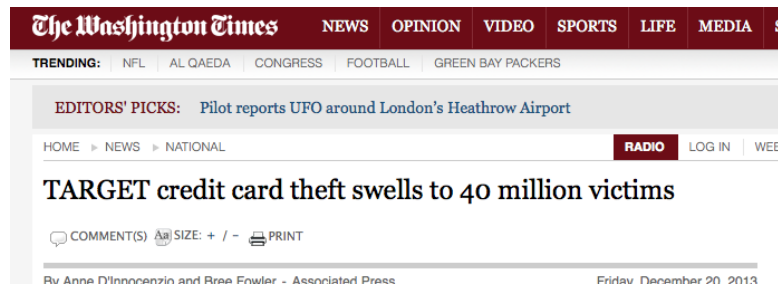 The Washington Times NEWS OPINION VIDEO SPORTS LIFE MEDIA
TRENDING: NFL AL QAEDA CONGRESS FOOTBALL GREEN BAY PACKERS
EDITORS' PICKS: Pilot reports UFO around London’s Heathrow Airport
HOME NEWS NATIONAL RADIO LOG IN
TARGET credit card theft swells to 40 million victims
COMMENT(S) Aa SIZE: + / - PRINT
By Anne D'Innocenzio and Bree Fowler - Associated Press Friday, December 20, 2013